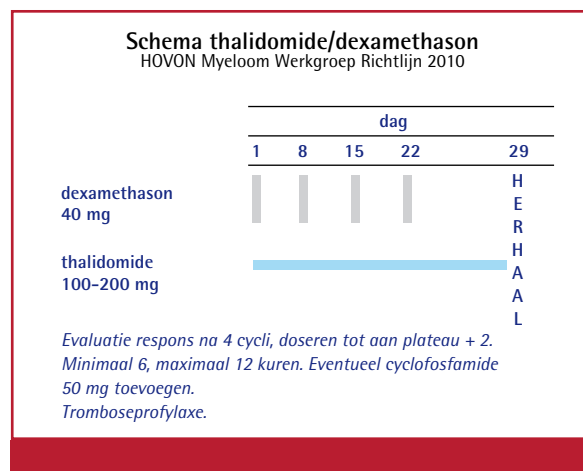 Schema thalidomide/dexamethason
HOVON Myeloom Werkgroep Richtlijn 2010
dag
1 8 15 22 29
dexamethason
40 mg
thalidomide
100-200 mg
H
E
R
H
A
A
L
Evaluatie respons na 4 cycli, doseren tot aan plateau + 2.
Minimaal 6, maximaal 12 kuren. Eventueel cyclofosfamide
50 mg toevoegen.
Tromboseprofylaxe.